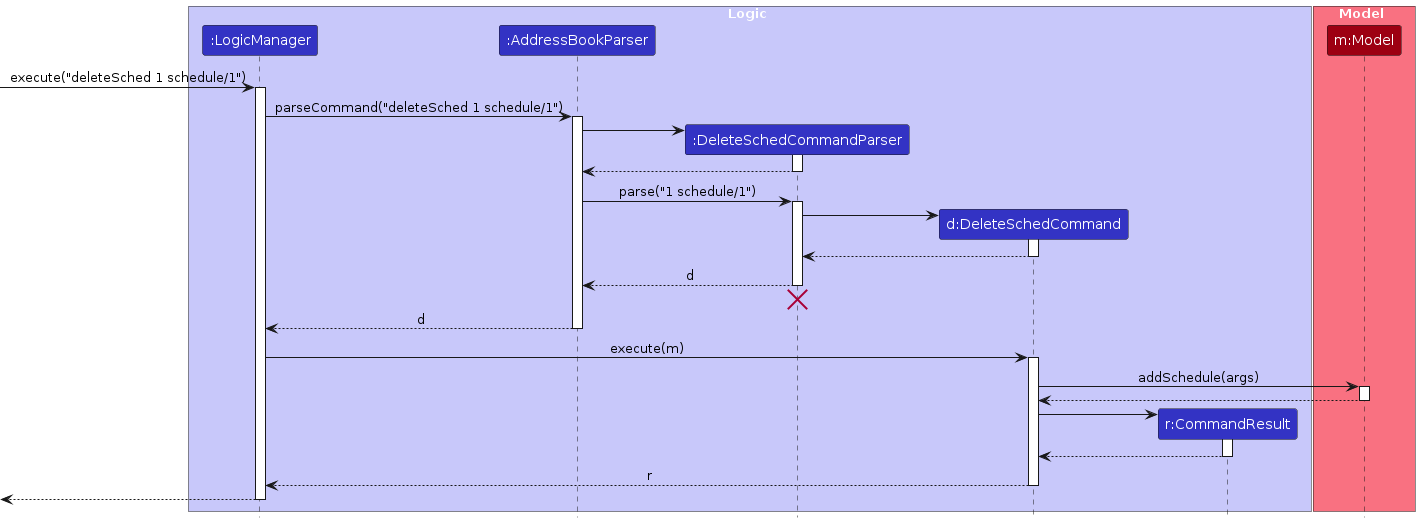 Logic
Model
:LogicManager
:AddressBookParser
m:Model
execute("deleteSched 1 schedule/1")
parseCommand("deleteSched 1 schedule/1")
:DeleteSchedCommandParser
parse("1 schedule/1")
d:DeleteSchedCommand
d
d
execute(m)
addSchedule(args)
r:CommandResult
r